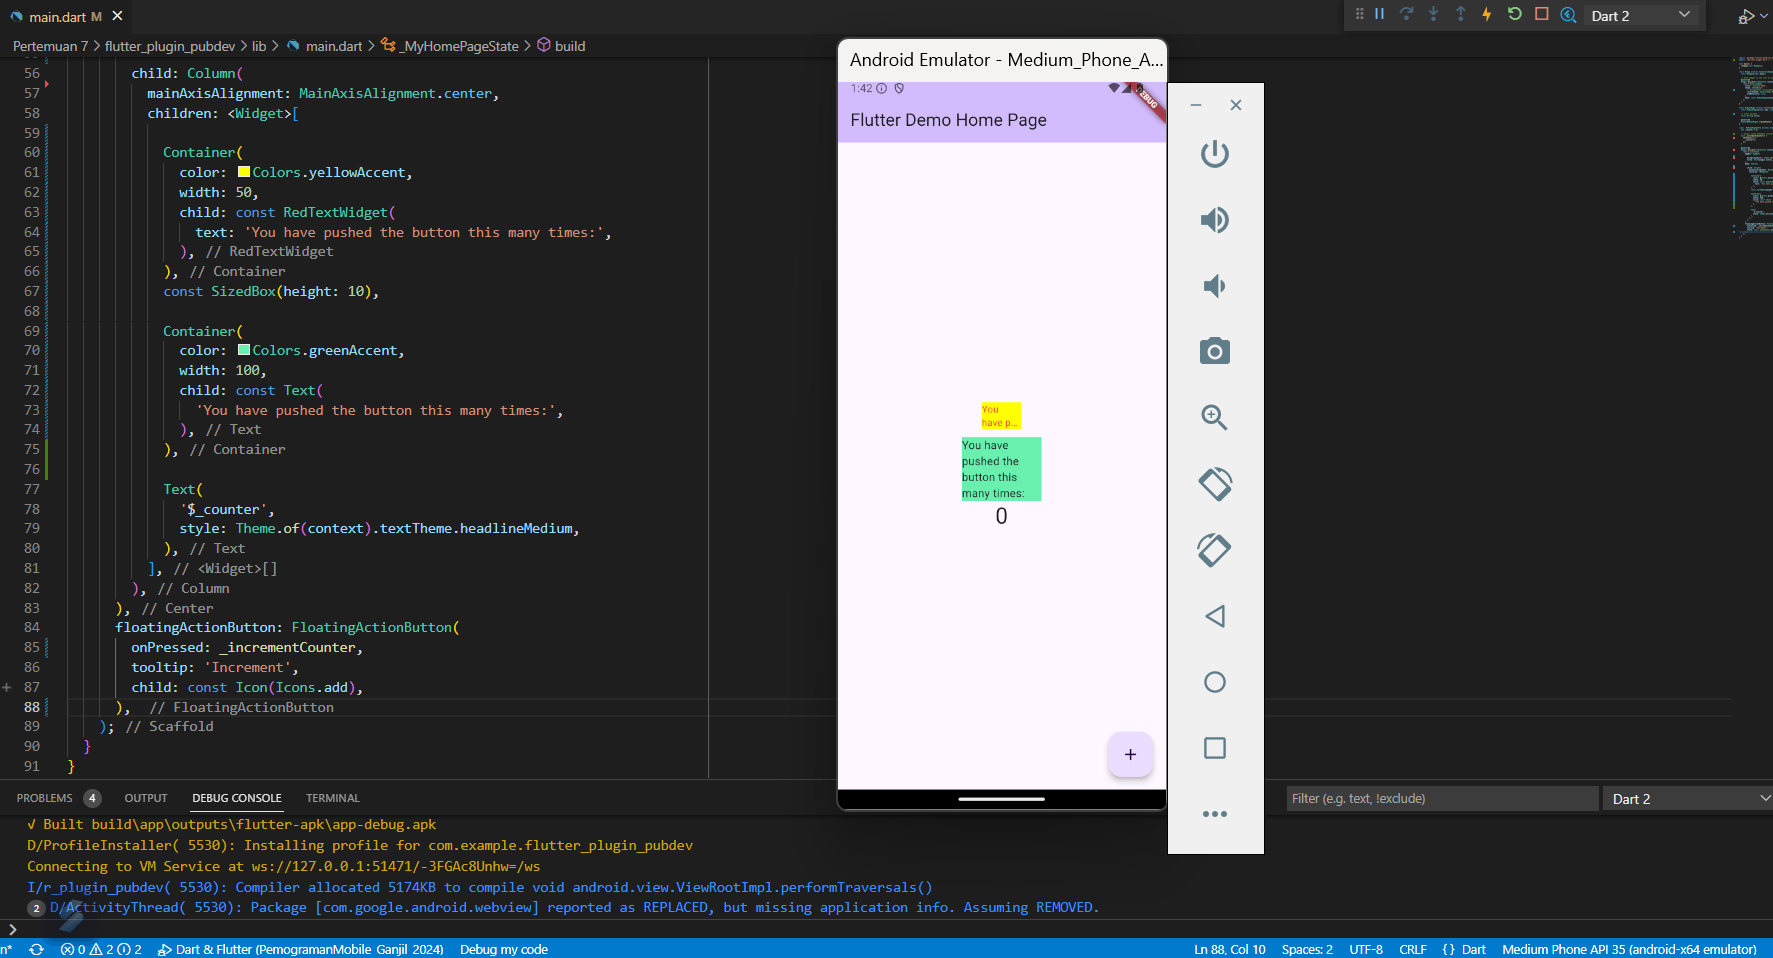 main.dart M
Dart 2
Pertemuan 7 > flutter_plugin_pubdev > lib > main.dart > _MyHomePageState > build
56 child: Column(
57 mainAxisAlignment: MainAxisAlignment.center,
58 children: <Widget>[
59
60 Container(
61 color: Colors.yellowAccent,
62 width: 50,
63 child: const RedTextWidget(
64 text: 'You have pushed the button this many times:',
65 ), // RedTextWidget
66 ), // Container
67 const SizedBox(height: 10),
68
69 Container(
70 color: Colors.greenAccent,
71 width: 100,
72 child: const Text(
73 'You have pushed the button this many times:',
74 ), // Text
75 ), // Container
76
77 Text(
78 '$_counter',
79 style: Theme.of(context).textTheme.headlineMedium,
80 ), // Text
81 ], // <Widget>[]
82 ), // Column
83 ), // Center
84 floatingActionButton: FloatingActionButton(
85 onPressed: _incrementCounter,
86 tooltip: 'Increment',
87 child: const Icon(Icons.add),
88 ), // FloatingActionButton
89 ); // Scaffold
90 }
91 }
Android Emulator - Medium_Phone_A...
1:42
Flutter Demo Home Page
You
have p...
You have
pushed the
button this
many times:
0
+
PROBLEMS 4 OUTPUT DEBUG CONSOLE TERMINAL
Filter (e.g. text, !exclude)
Dart 2
√ Built build\app\outputs\flutter-apk\app-debug.apk
D/ProfileInstaller( 5530): Installing profile for com.example.flutter_plugin_pubdev
Connecting to VM Service at ws://127.0.0.1:51471/-3FGAc8Unhw=/ws
I/r_plugin_pubdev( 5530): Compiler allocated 5174KB to compile void android.view.ViewRootImpl.performTraversals()
2 D/ActivityThread( 5530): Package [com.google.android.webview] reported as REPLACED, but missing application info. Assuming REMOVED.
n* 0 2 2 Dart & Flutter (PemogramanMobile Ganjil 2024) Debug my code Ln 88, Col 10 Spaces: 2 UTF-8 CRLF {} Dart Medium Phone API 35 (android-x64 emulator)